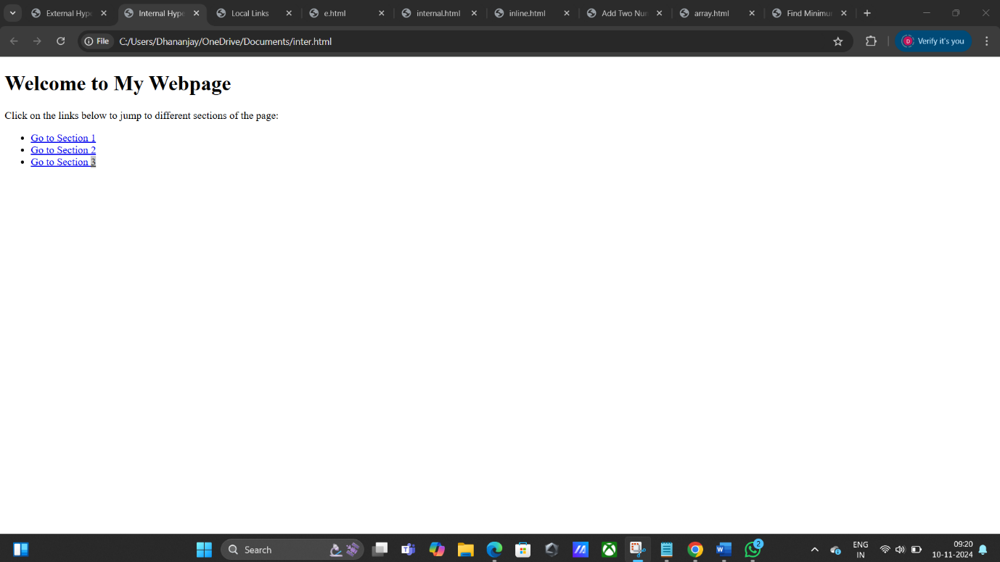 External Hype
Internal Hype
Local Links
e.html
internal.html
inline.html
Add Two Nun
array.html
Find Minimur
File
C:/Users/Dhananjay/OneDrive/Documents/inter.html
D
Verify it's you
Welcome to My Webpage
Click on the links below to jump to different sections of the page:
Go to Section 1
Go to Section 2
Go to Section 3
Search
W
2
ENG
IN
09:20
10-11-2024